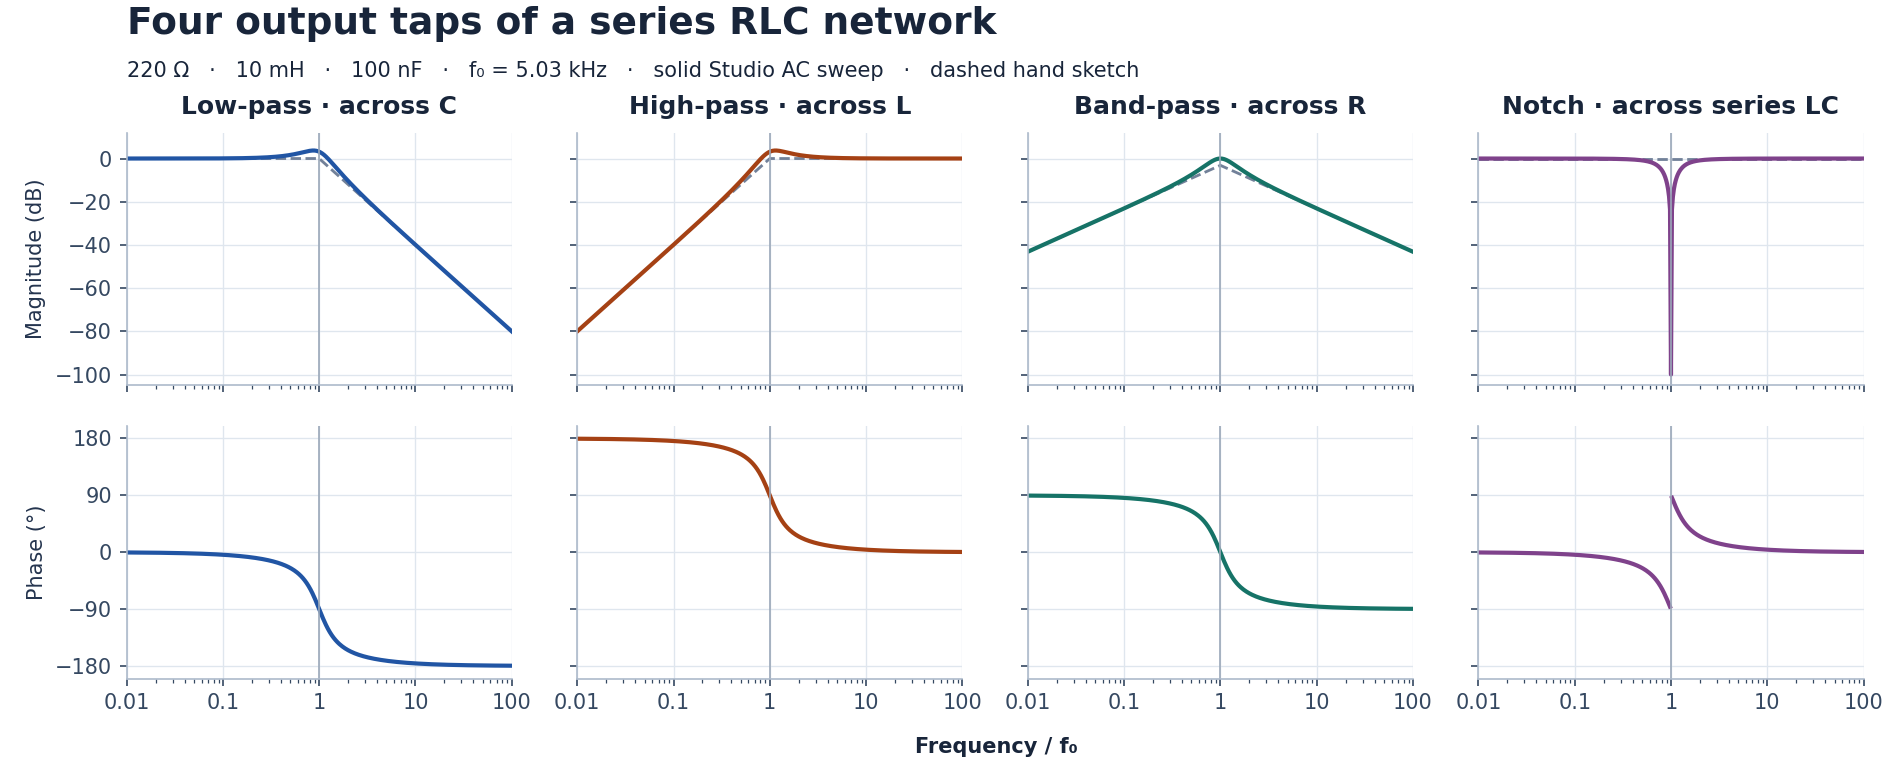 Four output taps of a series RLC network
220 Ω · 10 mH · 100 nF · f₀ = 5.03 kHz · solid Studio AC sweep · dashed hand sketch
Low-pass · across C
High-pass · across L
Band-pass · across R
Notch · across series LC
Magnitude (dB)
0
−20
−40
−60
−80
−100
Phase (°)
180
90
0
−90
−180
0.01 0.1 1 10 100
0.01 0.1 1 10 100
0.01 0.1 1 10 100
0.01 0.1 1 10 100
Frequency / f₀